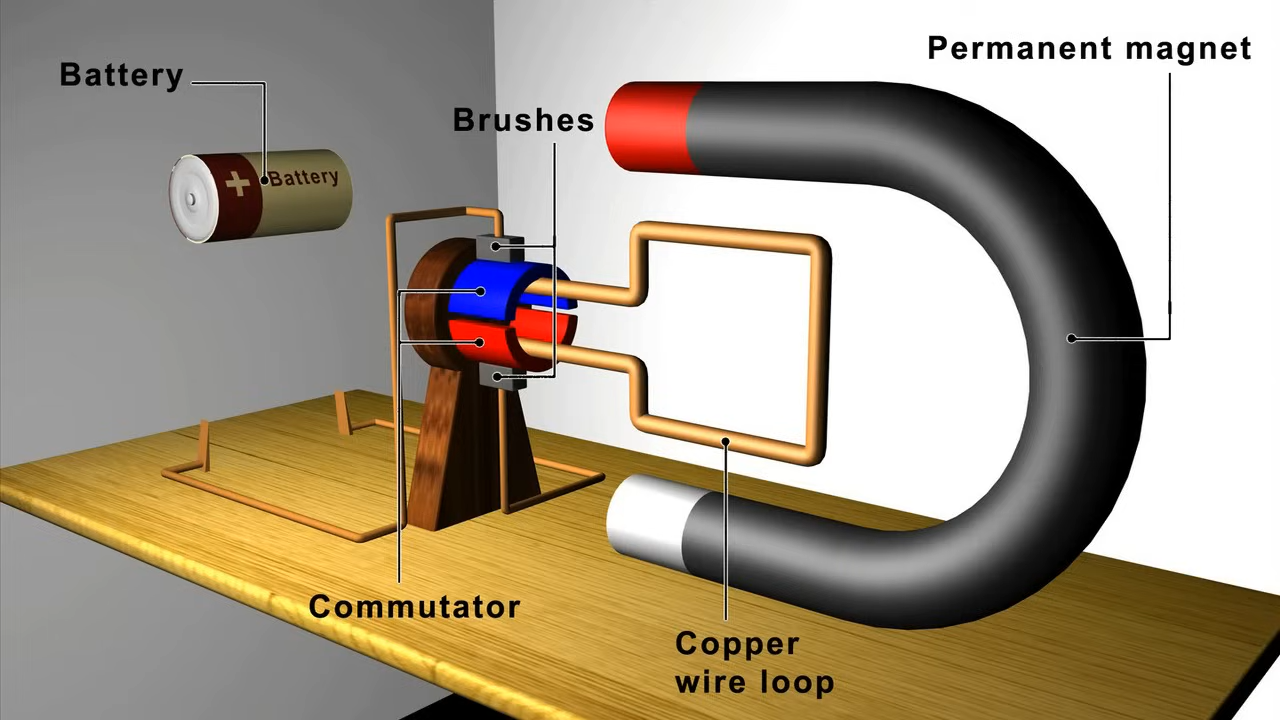 Permanent magnet
Battery
Brushes
+ Battery
Commutator
Copper
wire loop